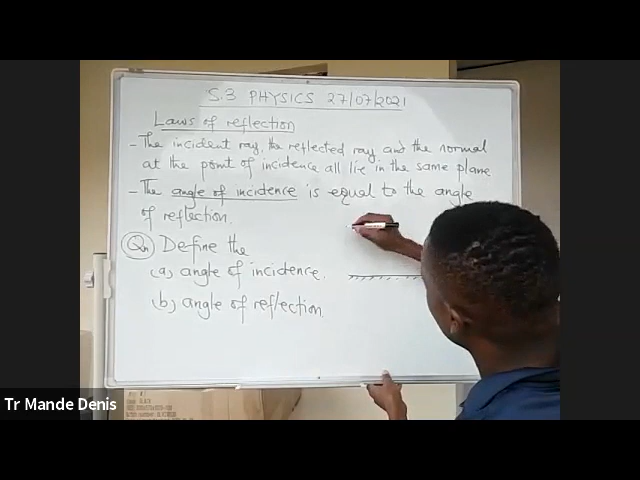 S.3 PHYSICS 27/07/2021
Laws of reflection
- The incident ray, the reflected ray and the normal
at the point of incidence all lie in the same plane
- The angle of incidence is equal to the angle
of reflection.
Qn Define the
(a) angle of incidence.
(b) angle of reflection.
Tr Mande Denis